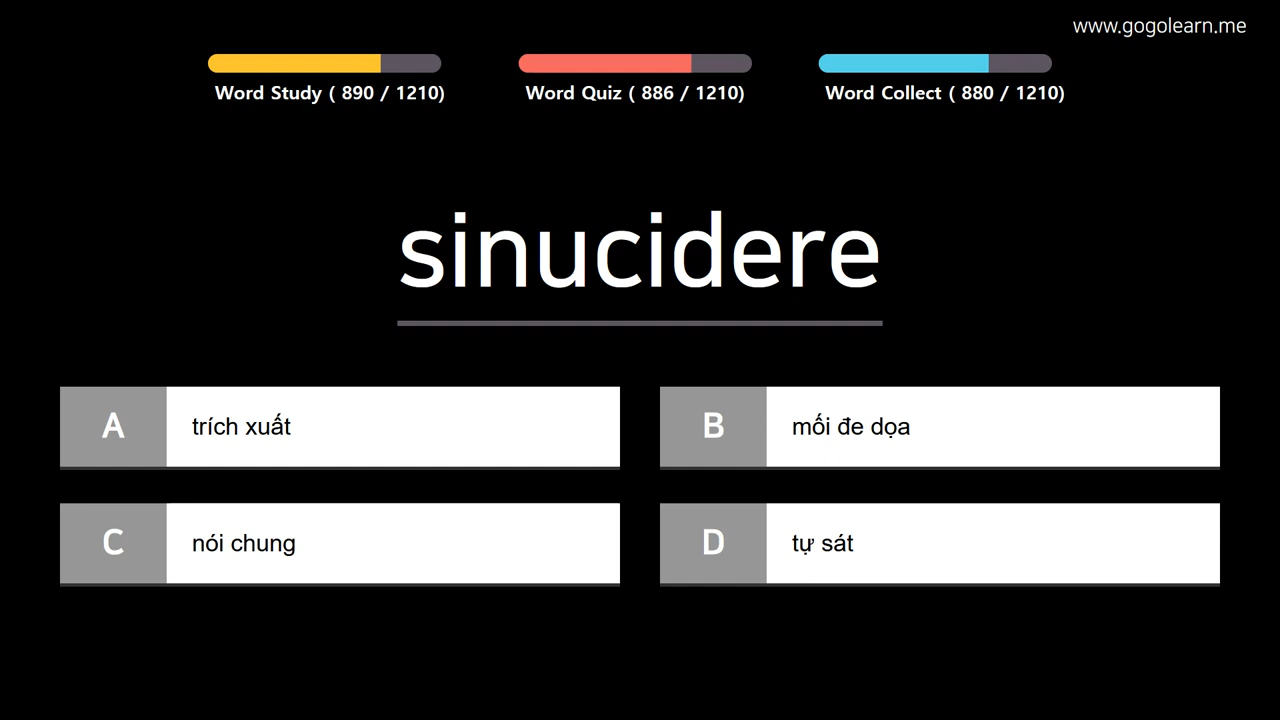 www.gogolearn.me
Word Study ( 890 / 1210)
Word Quiz ( 886 / 1210)
Word Collect ( 880 / 1210)
sinucidere
A trích xuất
B mối đe dọa
C nói chung
D tự sát